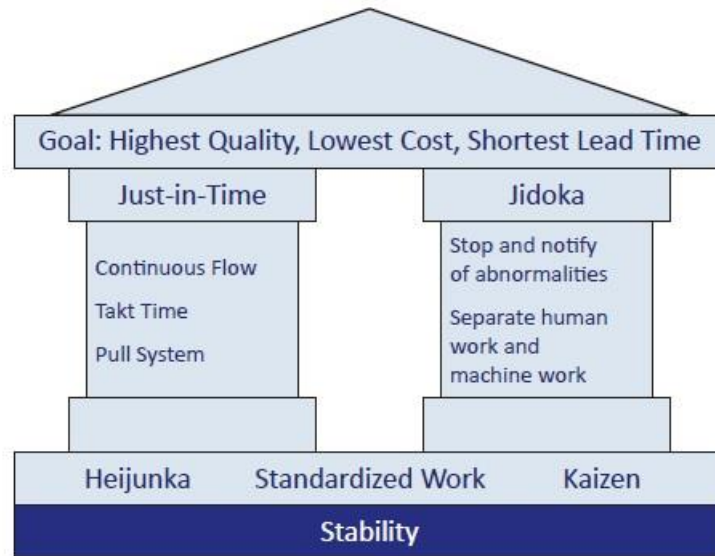 Goal: Highest Quality, Lowest Cost, Shortest Lead Time
Just-in-Time
Continuous Flow
Takt Time
Pull System
Jidoka
Stop and notify
of abnormalities
Separate human
work and
machine work
Heijunka Standardized Work Kaizen
Stability